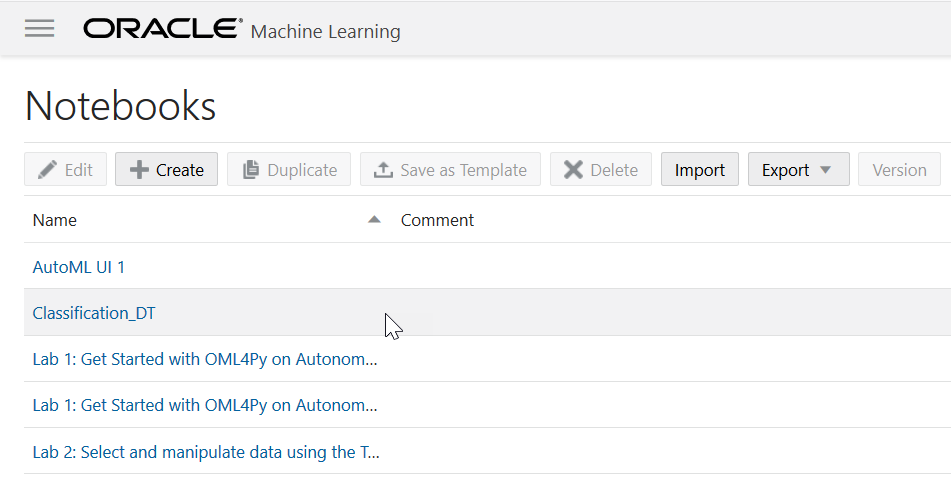 ORACLE® Machine Learning
Notebooks
Edit Create Duplicate Save as Template Delete Import Export Version
Name Comment
AutoML UI 1
Classification_DT
Lab 1: Get Started with OML4Py on Autonom...
Lab 1: Get Started with OML4Py on Autonom...
Lab 2: Select and manipulate data using the T...